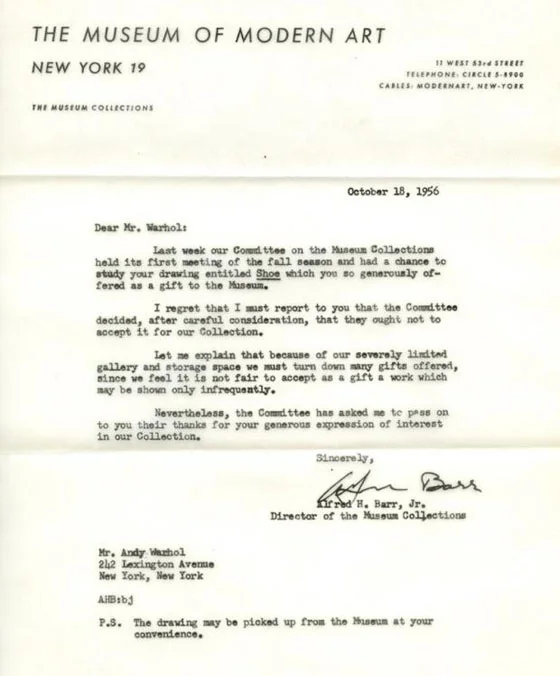 THE MUSEUM OF MODERN ART
NEW YORK 19
11 WEST 53rd STREET
TELEPHONE: CIRCLE 5-8900
CABLES: MODERNART, NEW-YORK
THE MUSEUM COLLECTIONS
October 18, 1956
Dear Mr. Warhol:
Last week our Committee on the Museum Collections
held its first meeting of the fall season and had a chance to
study your drawing entitled Shoe which you so generously of-
fered as a gift to the Museum.
I regret that I must report to you that the Committee
decided, after careful consideration, that they ought not to
accept it for our Collection.
Let me explain that because of our severely limited
gallery and storage space we must turn down many gifts offered,
since we feel it is not fair to accept as a gift a work which
may be shown only infrequently.
Nevertheless, the Committee has asked me to pass on
to you their thanks for your generous expression of interest
in our Collection.
Sincerely,
Barr
Alfred H. Barr, Jr.
Director of the Museum Collections
Mr. Andy Warhol
242 Lexington Avenue
New York, New York
AHB:bj
P.S. The drawing may be picked up from the Museum at your
convenience.